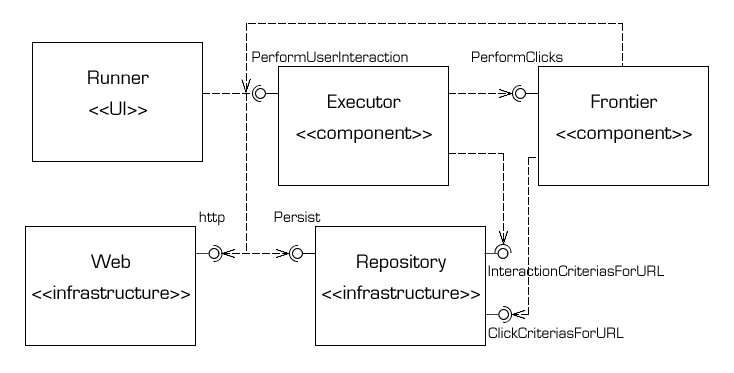 PerformUserInteraction
PerformClicks
Runner
<<UI>>
Executor
<<component>>
Frontier
<<component>>
http
Persist
Web
<<infrastructure>>
Repository
<<infrastructure>>
InteractionCriteriasForURL
ClickCriteriasForURL